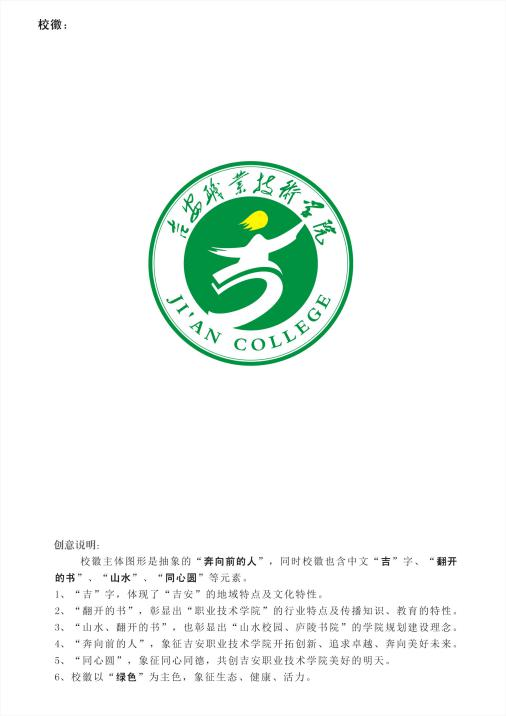 校徽：
吉安職業技術學院
JI'AN COLLEGE
创意说明:
校徽主体图形是抽象的“奔向前的人”，同时校徽也含中文“吉”字、“翻开
的书”、“山水”、“同心圆”等元素。
1、“吉”字，体现了“吉安”的地域特点及文化特性。
2、“翻开的书”，彰显出“职业技术学院”的行业特点及传播知识、教育的特性。
3、“山水、翻开的书”，也彰显出“山水校园、庐陵书院”的学院规划建设理念。
4、“奔向前的人”，象征吉安职业技术学院开拓创新、追求卓越、奔向美好未来。
5、“同心圆”，象征同心同德，共创吉安职业技术学院美好的明天。
6、校徽以“绿色”为主色，象征生态、健康、活力。